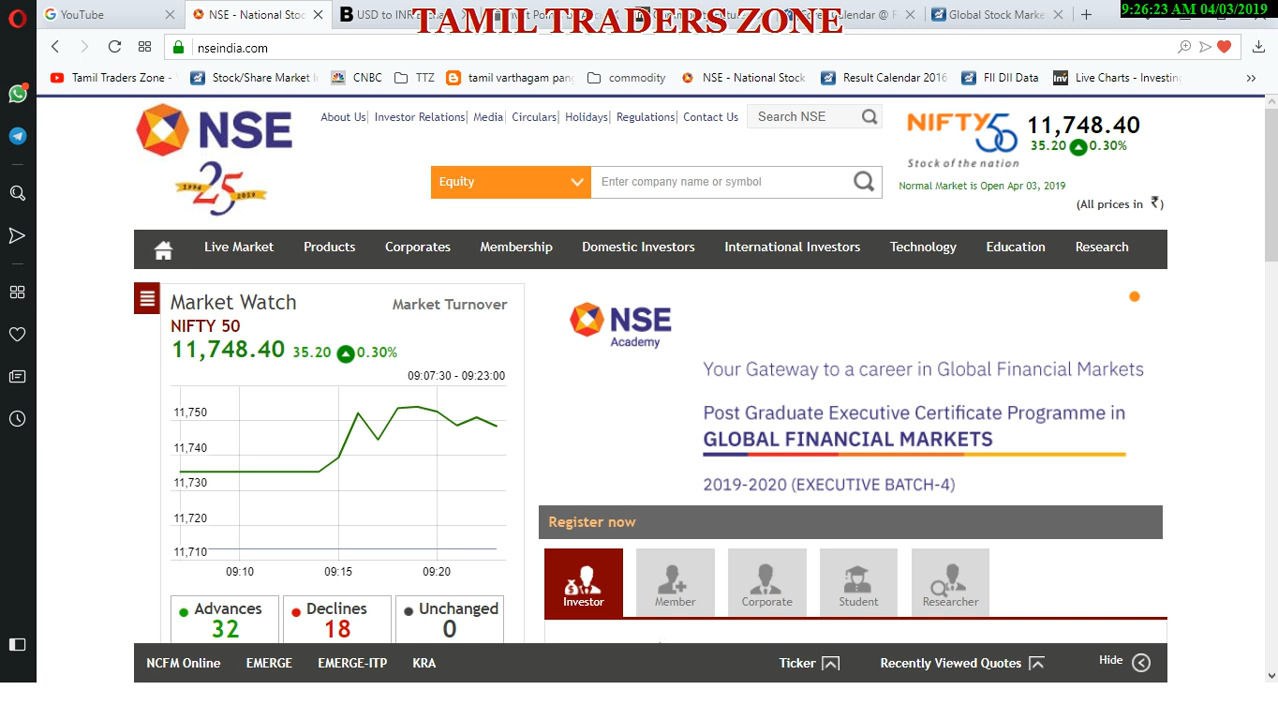 YouTube
NSE - National Stoc
USD to INR Excha
TAMIL TRADERS ZONE
Global Stock Marke
9:26:23 AM 04/03/2019
nseindia.com
Tamil Traders Zone -
Stock/Share Market I
CNBC
TTZ
tamil varthagam pan
commodity
NSE - National Stock
Result Calendar 2016
FII DII Data
Inv
Live Charts - Investin
NSE
1994 25 2019
About Us| Investor Relations| Media| Circulars| Holidays| Regulations| Contact Us
Search NSE
NIFTY 50
Stock of the nation
11,748.40
35.20 0.30%
Normal Market is Open Apr 03, 2019
(All prices in ₹)
Equity
Enter company name or symbol
Live Market
Products
Corporates
Membership
Domestic Investors
International Investors
Technology
Education
Research
Market Watch
Market Turnover
NIFTY 50
11,748.40 35.20 0.30%
09:07:30 - 09:23:00
11,750
11,740
11,730
11,720
11,710
09:10
09:15
09:20
Advances
32
Declines
18
Unchanged
0
NSE
Academy
Your Gateway to a career in Global Financial Markets
Post Graduate Executive Certificate Programme in
GLOBAL FINANCIAL MARKETS
2019-2020 (EXECUTIVE BATCH-4)
Register now
Investor
Member
Corporate
Student
Researcher
NCFM Online
EMERGE
EMERGE-ITP
KRA
Ticker
Recently Viewed Quotes
Hide